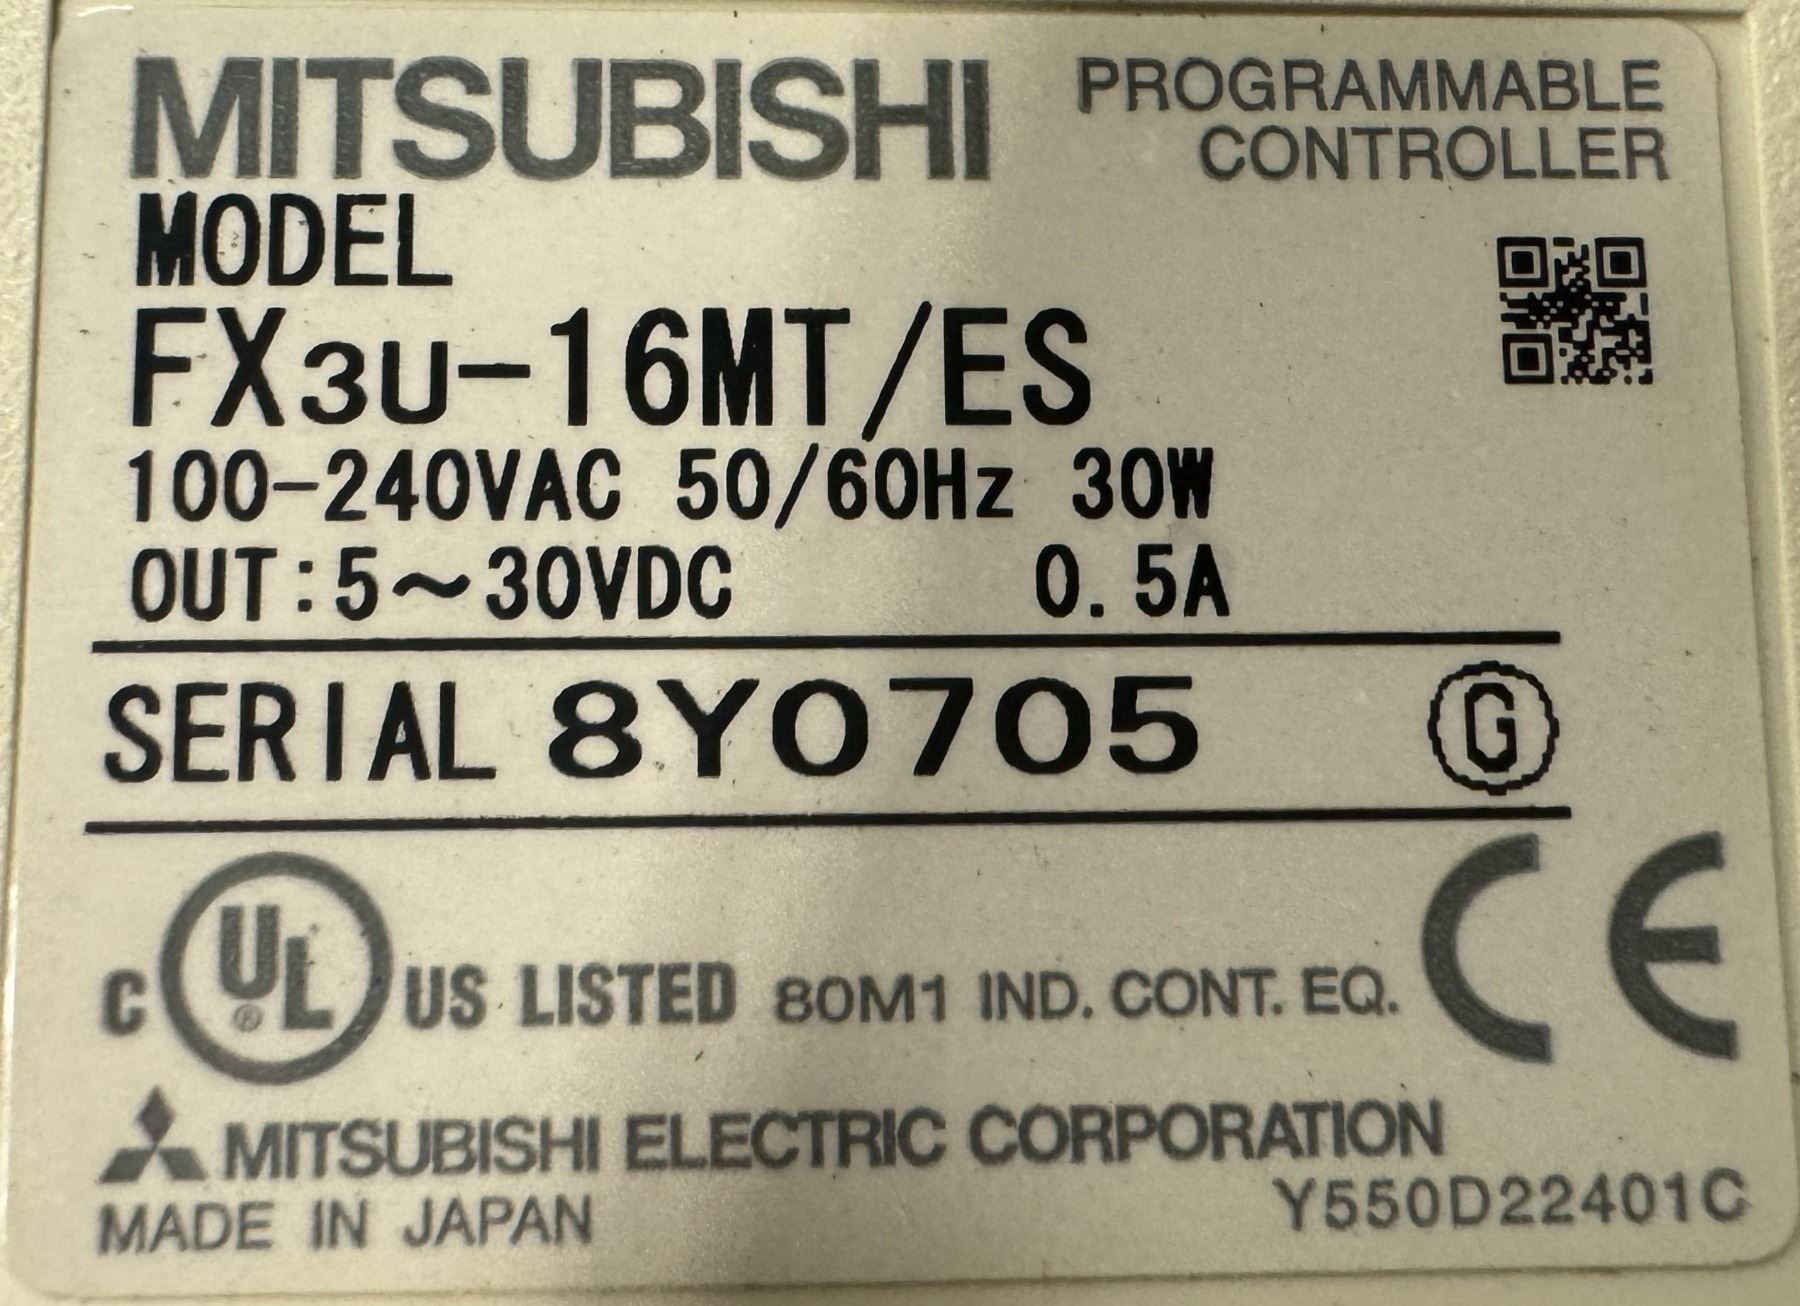 MITSUBISHI PROGRAMMABLE
CONTROLLER
MODEL
FX3U-16MT/ES
100-240VAC 50/60Hz 30W
OUT:5~30VDC 0.5A
SERIAL 8Y0705 G
C UL ® US LISTED 80M1 IND. CONT. EQ. CE
MITSUBISHI ELECTRIC CORPORATION
MADE IN JAPAN Y550D22401C